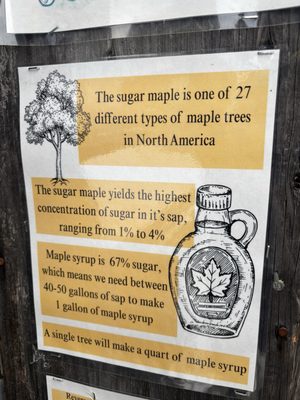 The sugar maple is one of 27
different types of maple trees
in North America
The sugar maple yields the highest
concentration of sugar in it's sap,
ranging from 1% to 4%
Maple syrup is 67% sugar,
which means we need between
40-50 gallons of sap to make
1 gallon of maple syrup
A single tree will make a quart of maple syrup